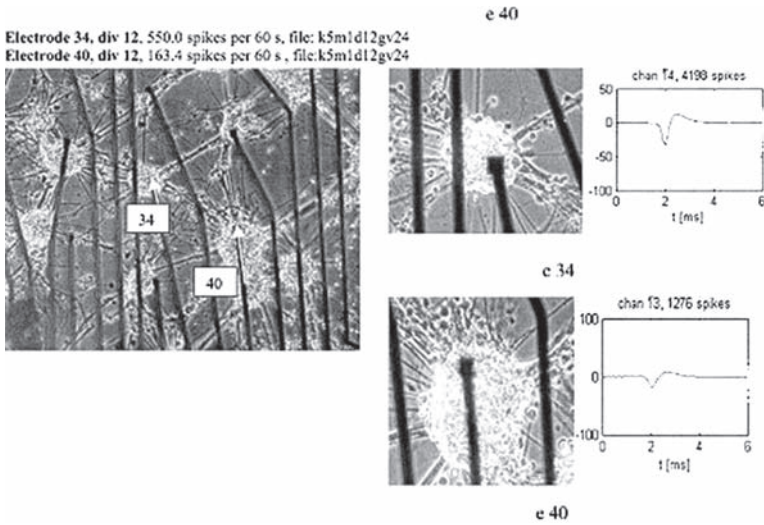 e 40
Electrode 34, div 12, 550.0 spikes per 60 s, file: k5m1d12gv24
Electrode 40, div 12, 163.4 spikes per 60 s , file:k5m1d12gv24
34
40
chan 14, 4198 spikes
50
0
-50
-100
0 2 4 6
t [ms]
e 34
chan 13, 1276 spikes
100
0
-100
0 2 4 6
t [ms]
e 40